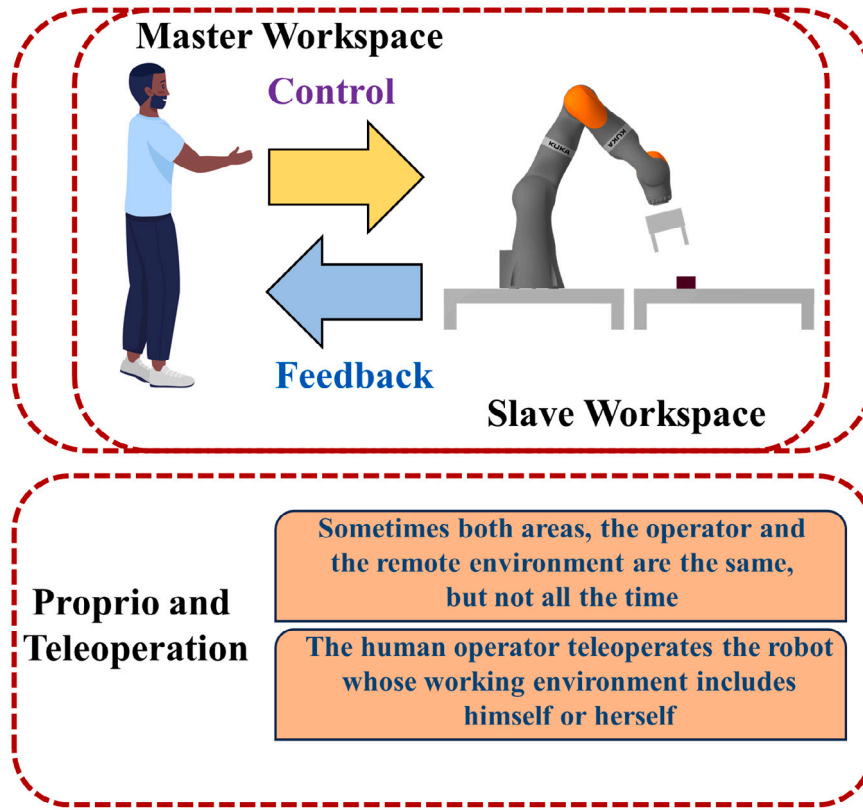 Master Workspace
Control
KUKA
KUKA
Feedback
Slave Workspace
Proprio and
Teleoperation
Sometimes both areas, the operator and
the remote environment are the same,
but not all the time
The human operator teleoperates the robot
whose working environment includes
himself or herself